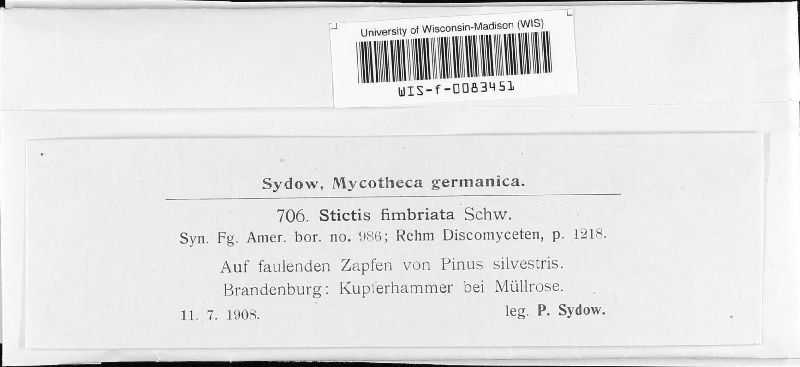 University of Wisconsin-Madison (WIS)
WIS-f-0083451
Sydow, Mycotheca germanica.
706. Stictis fimbriata Schw.
Syn. Fg. Amer. bor. no. 986; Rehm Discomyceten, p. 1218.
Auf faulenden Zapfen von Pinus silvestris.
Brandenburg: Kupferhammer bei Müllrose.
11. 7. 1908. leg. P. Sydow.